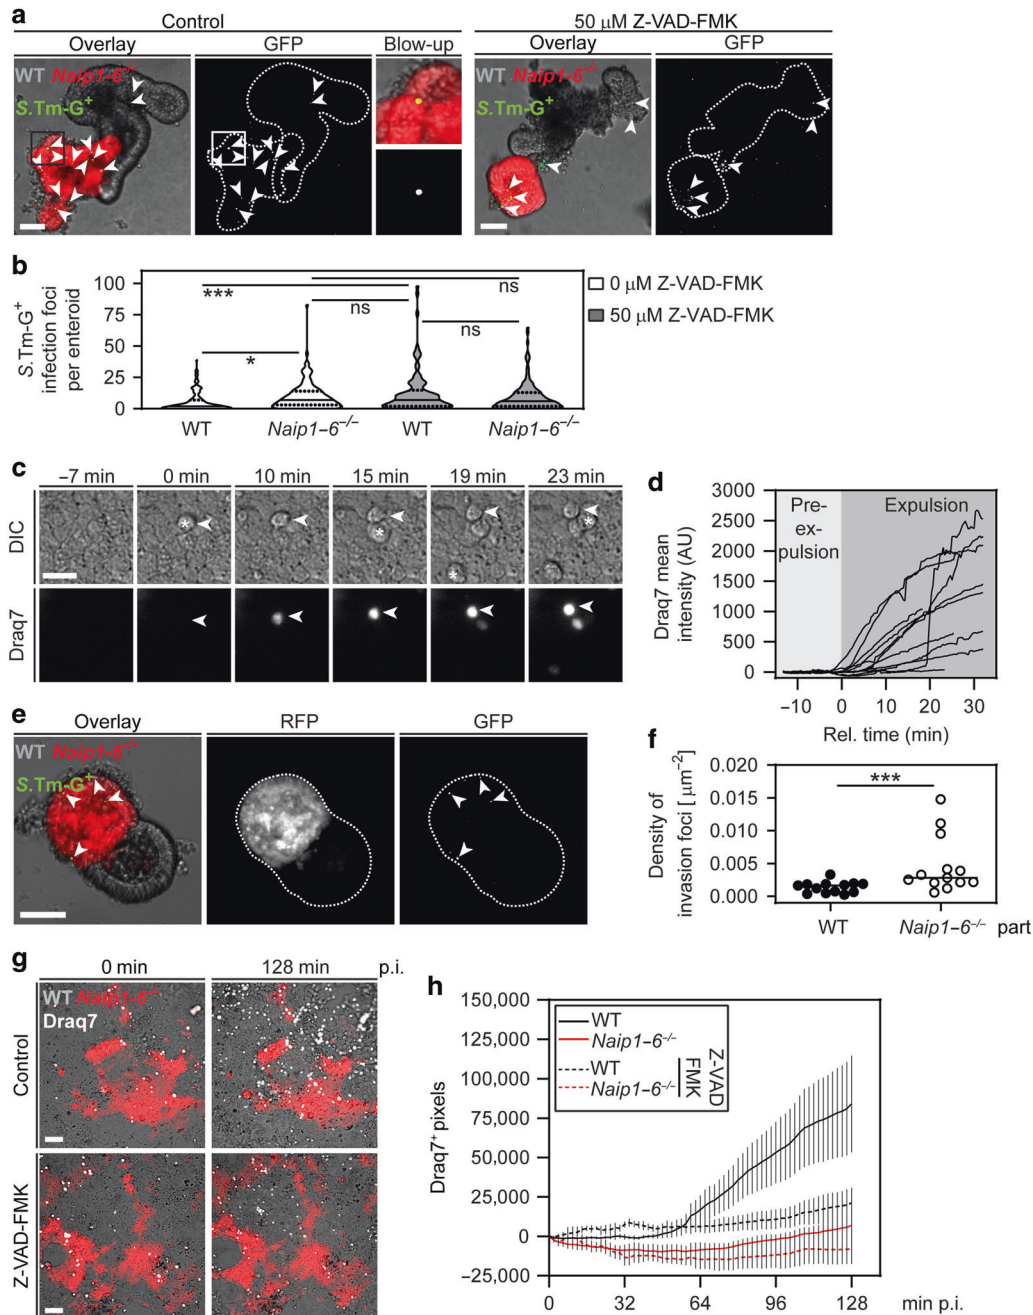 a
Control
50 μM Z-VAD-FMK
Overlay GFP Blow-up Overlay GFP
WT Naip1-6−/− WT Naip1-6−/−
S.Tm-G+ S.Tm-G+
b
S.Tm-G+
infection foci
per enteroid
100
75
50
25
0
***
*
ns
ns
ns
WT Naip1–6−/− WT Naip1–6−/−
0 μM Z-VAD-FMK
50 μM Z-VAD-FMK
c
−7 min 0 min 10 min 15 min 19 min 23 min
DIC
* * * *
Draq7
d
Draq7 mean
intensity (AU)
3000
2500
2000
1500
1000
500
0
Pre-
ex-
pulsion
Expulsion
−10 0 10 20 30
Rel. time (min)
e
Overlay RFP GFP
WT Naip1-6−/−
S.Tm-G+
f
Density of
invasion foci [μm−2]
0.020
0.015
0.010
0.005
0.000
***
WT Naip1–6−/− part
g
0 min 128 min p.i.
WT Naip1-6−/−
Draq7
Control
Z-VAD-FMK
h
Draq7+ pixels
150,000
125,000
100,000
75,000
50,000
25,000
0
−25,000
WT
Naip1–6−/−
WT
Naip1–6−/−
Z-VAD
FMK
0 32 64 96 128 min p.i.